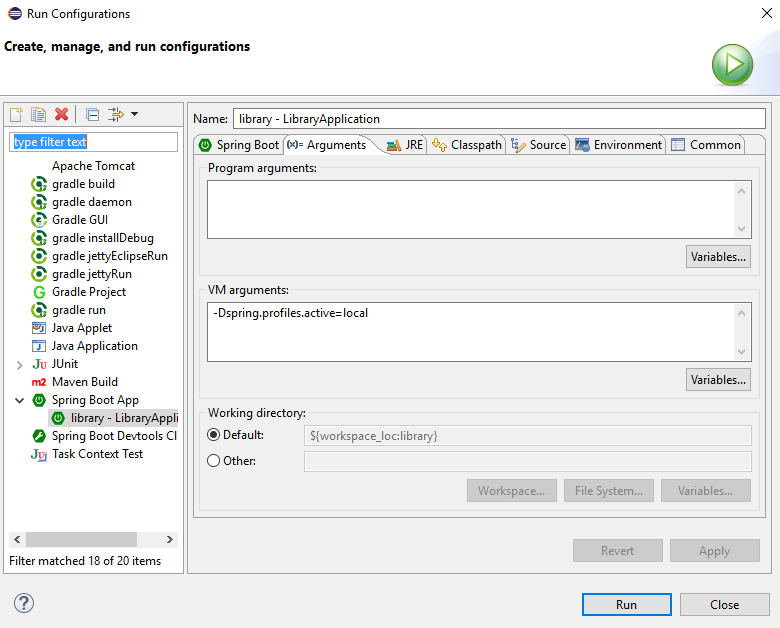 Run Configurations
Create, manage, and run configurations
type filter text
Apache Tomcat
gradle build
gradle daemon
Gradle GUI
gradle installDebug
gradle jettyEclipseRun
gradle jettyRun
Gradle Project
gradle run
Java Applet
Java Application
Ju JUnit
m2 Maven Build
Spring Boot App
library - LibraryAppli
Spring Boot Devtools Cl
Ju Task Context Test
Filter matched 18 of 20 items
Name: library - LibraryApplication
Spring Boot (x)= Arguments JRE Classpath Source Environment Common
Program arguments:
Variables...
VM arguments:
-Dspring.profiles.active=local
Variables...
Working directory:
Default: ${workspace_loc:library}
Other:
Workspace... File System... Variables...
Revert Apply
? Run Close